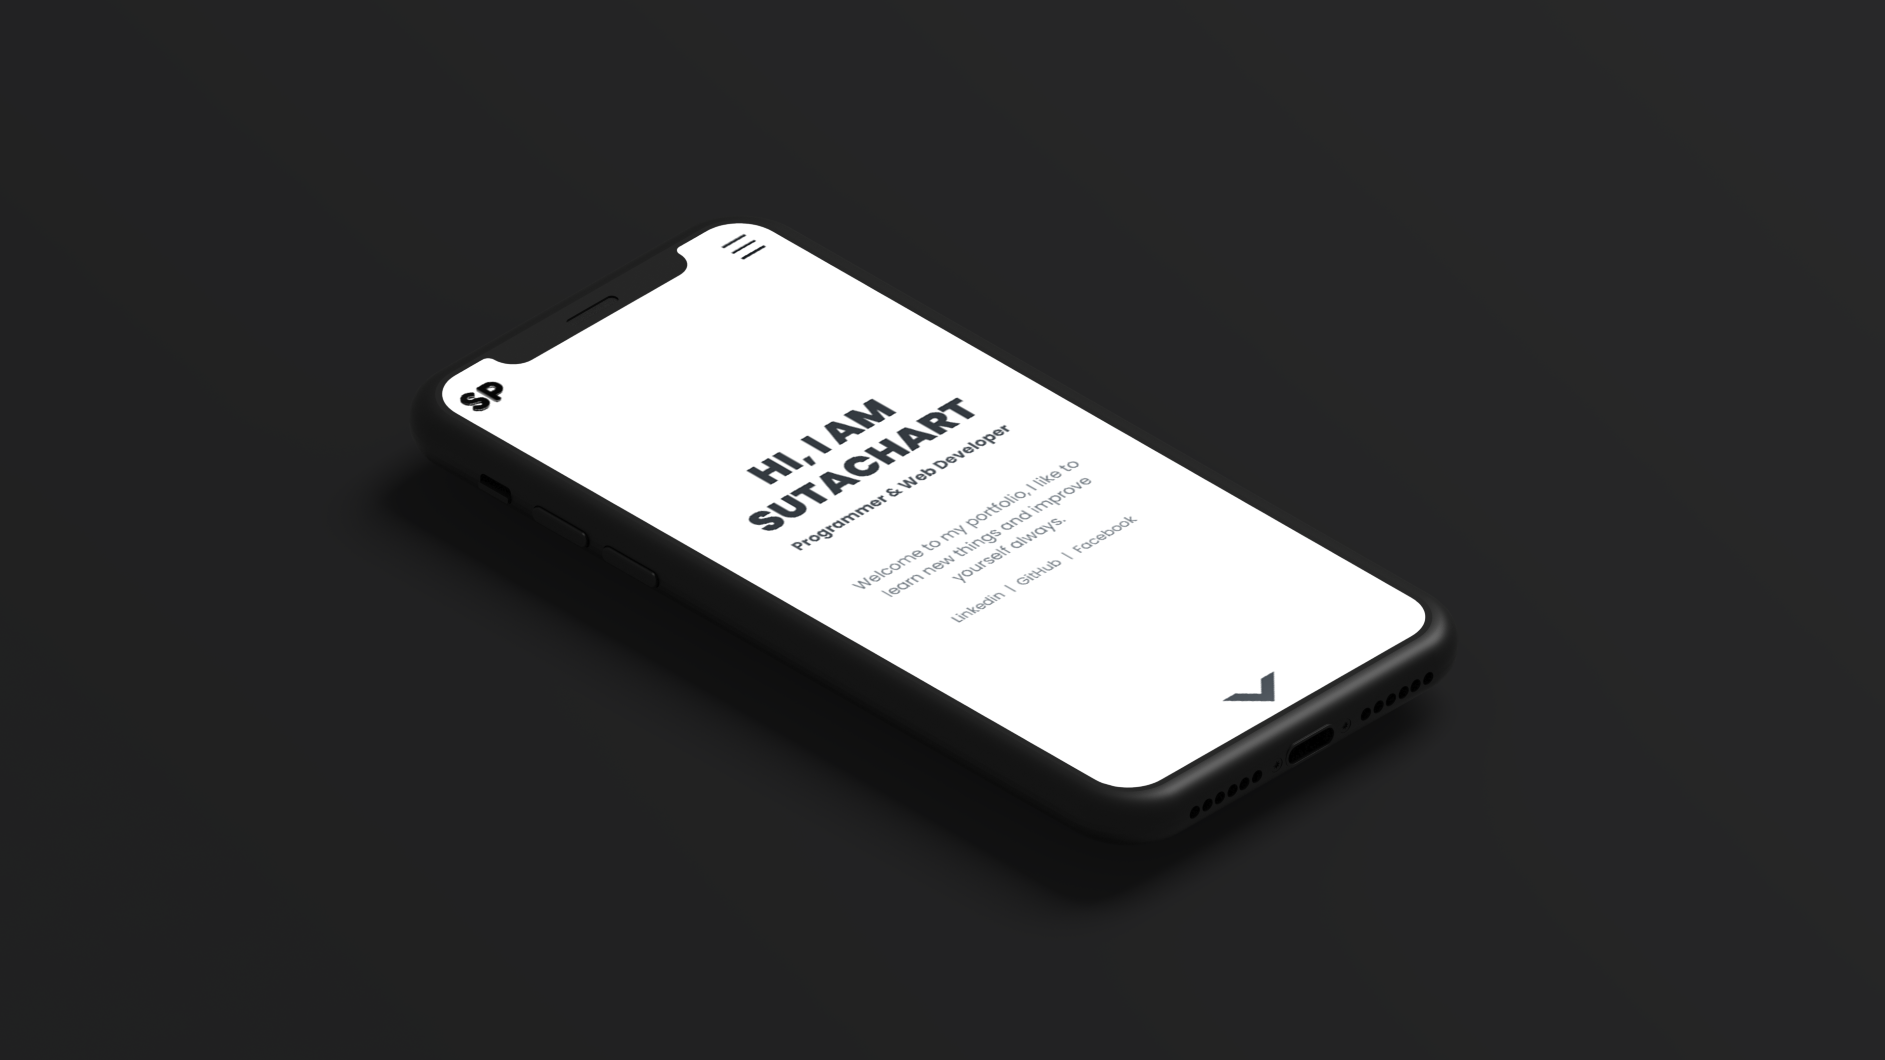 SP
HI, I AM
SUTACHART
Programmer & Web Developer
Welcome to my portfolio, I like to
learn new things and improve
yourself always.
Linkedin | GitHub | Facebook